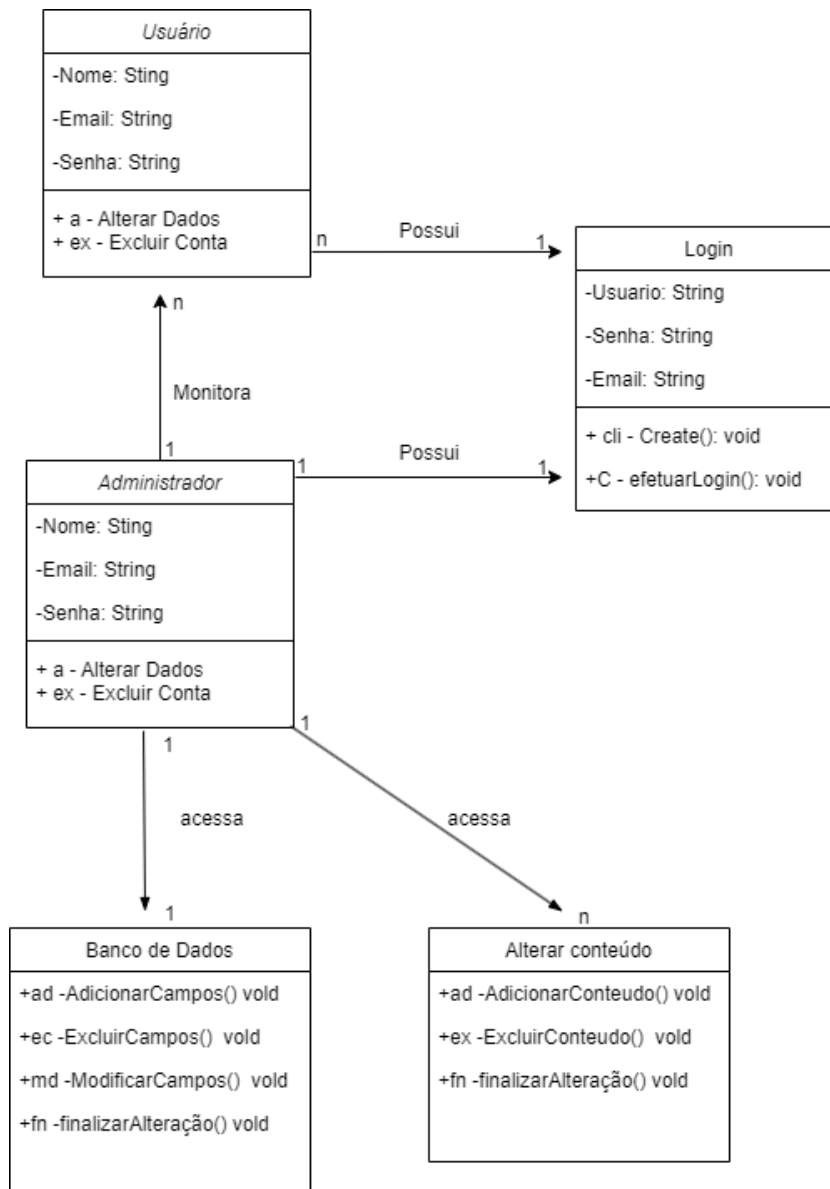 Usuário
-Nome: Sting
-Email: String
-Senha: String
+ a - Alterar Dados
+ ex - Excluir Conta
n
Possui
1
Login
-Usuario: String
-Senha: String
-Email: String
+ cli - Create(): void
+C - efetuarLogin(): void
n
Monitora
1
Administrador
-Nome: Sting
-Email: String
-Senha: String
+ a - Alterar Dados
+ ex - Excluir Conta
1
Possui
1
1
acessa
1
1
acessa
n
Banco de Dados
+ad -AdicionarCampos() vold
+ec -ExcluirCampos() vold
+md -ModificarCampos() vold
+fn -finalizarAlteração() vold
Alterar conteúdo
+ad -AdicionarConteudo() vold
+ex -ExcluirConteudo() vold
+fn -finalizarAlteração() vold